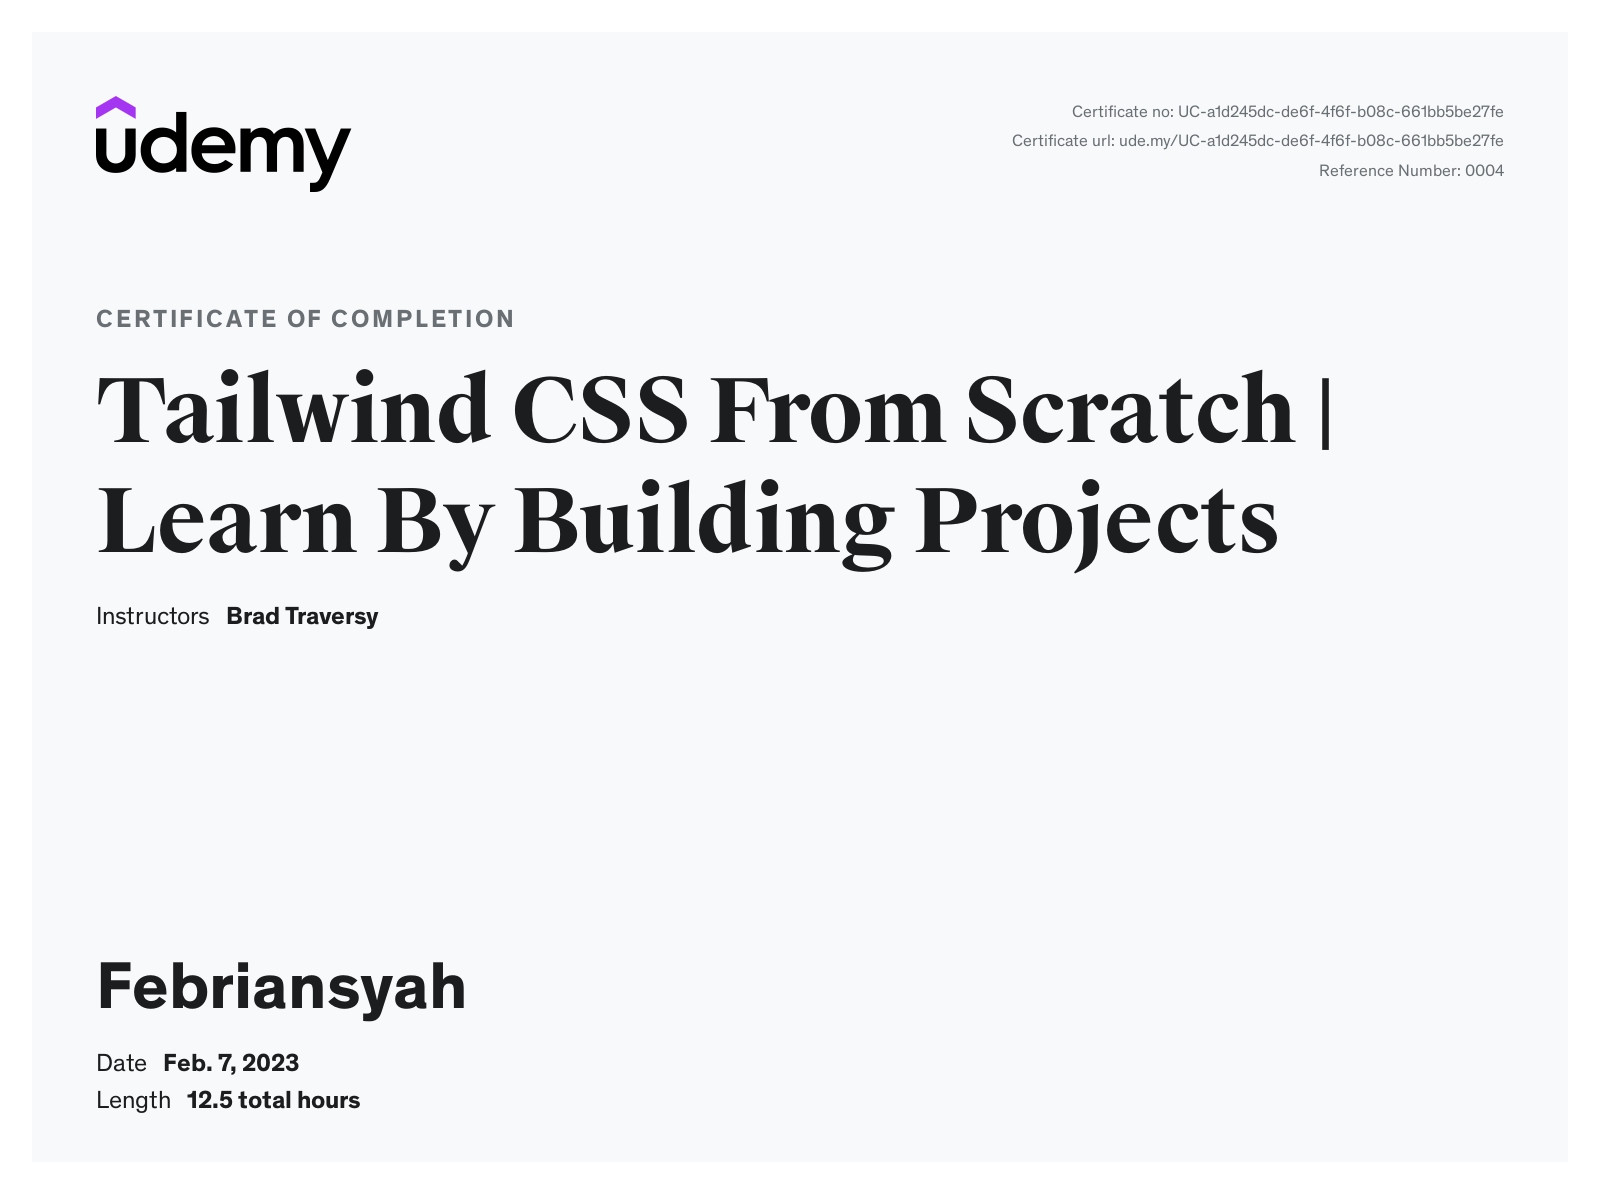 udemy
Certificate no: UC-a1d245dc-de6f-4f6f-b08c-661bb5be27fe
Certificate url: ude.my/UC-a1d245dc-de6f-4f6f-b08c-661bb5be27fe
Reference Number: 0004
CERTIFICATE OF COMPLETION
Tailwind CSS From Scratch |
Learn By Building Projects
Instructors Brad Traversy
Febriansyah
Date Feb. 7, 2023
Length 12.5 total hours